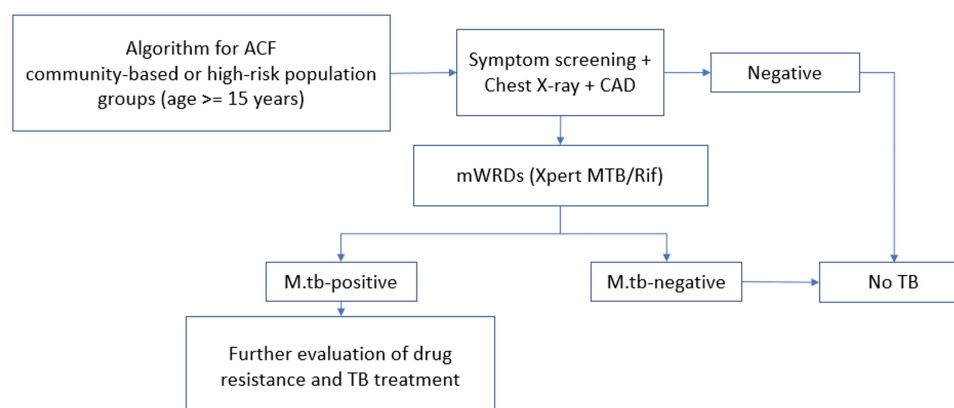 Algorithm for ACF
community-based or high-risk population
groups (age >= 15 years)
Symptom screening +
Chest X-ray + CAD
Negative
mWRDs (Xpert MTB/Rif)
M.tb-positive
M.tb-negative
No TB
Further evaluation of drug
resistance and TB treatment